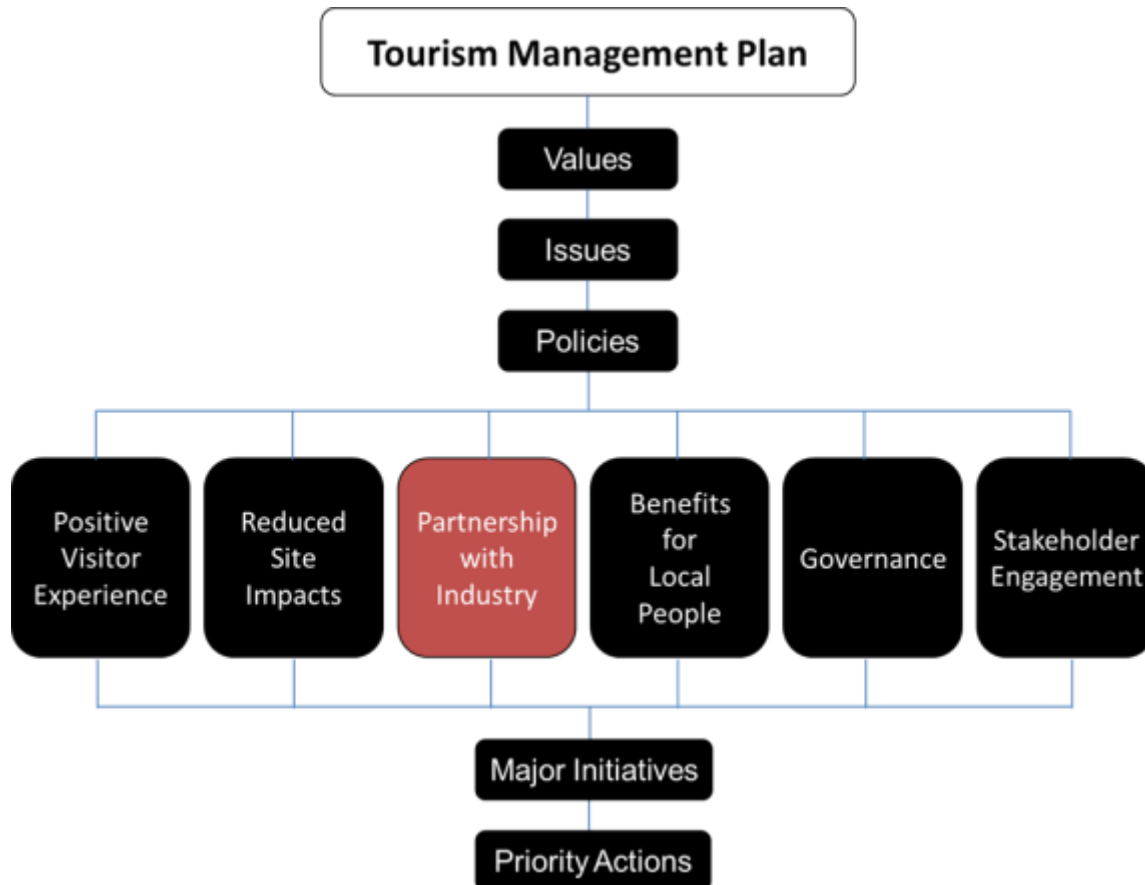 Tourism Management Plan
Values
Issues
Policies
Positive
Visitor
Experience
Reduced
Site
Impacts
Partnership
with
Industry
Benefits
for
Local
People
Governance
Stakeholder
Engagement
Major Initiatives
Priority Actions